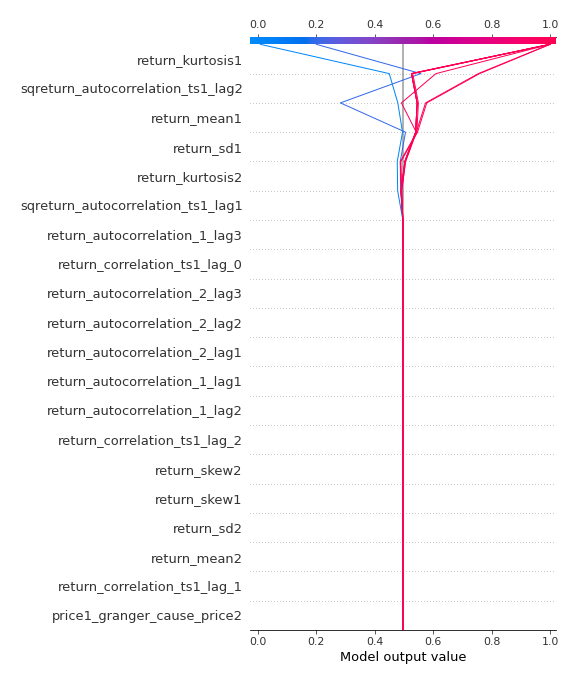 0.0 0.2 0.4 0.6 0.8 1.0
return_kurtosis1
sqreturn_autocorrelation_ts1_lag2
return_mean1
return_sd1
return_kurtosis2
sqreturn_autocorrelation_ts1_lag1
return_autocorrelation_1_lag3
return_correlation_ts1_lag_0
return_autocorrelation_2_lag3
return_autocorrelation_2_lag2
return_autocorrelation_2_lag1
return_autocorrelation_1_lag1
return_autocorrelation_1_lag2
return_correlation_ts1_lag_2
return_skew2
return_skew1
return_sd2
return_mean2
return_correlation_ts1_lag_1
price1_granger_cause_price2
0.0 0.2 0.4 0.6 0.8 1.0
Model output value